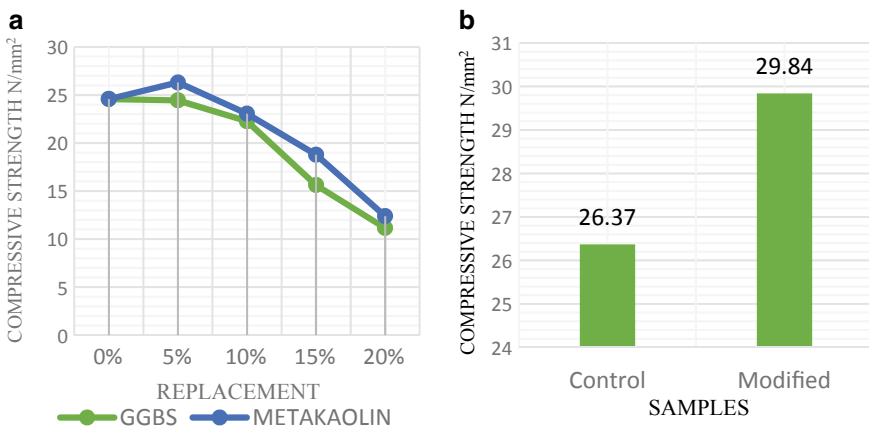 a
COMPRESSIVE STRENGTH N/mm²
30
25
20
15
10
5
0
0% 5% 10% 15% 20%
REPLACEMENT
GGBS METAKAOLIN
b
COMPRESSIVE STRENGTH N/mm²
31
30
29
28
27
26
25
24
26.37
29.84
Control Modified
SAMPLES